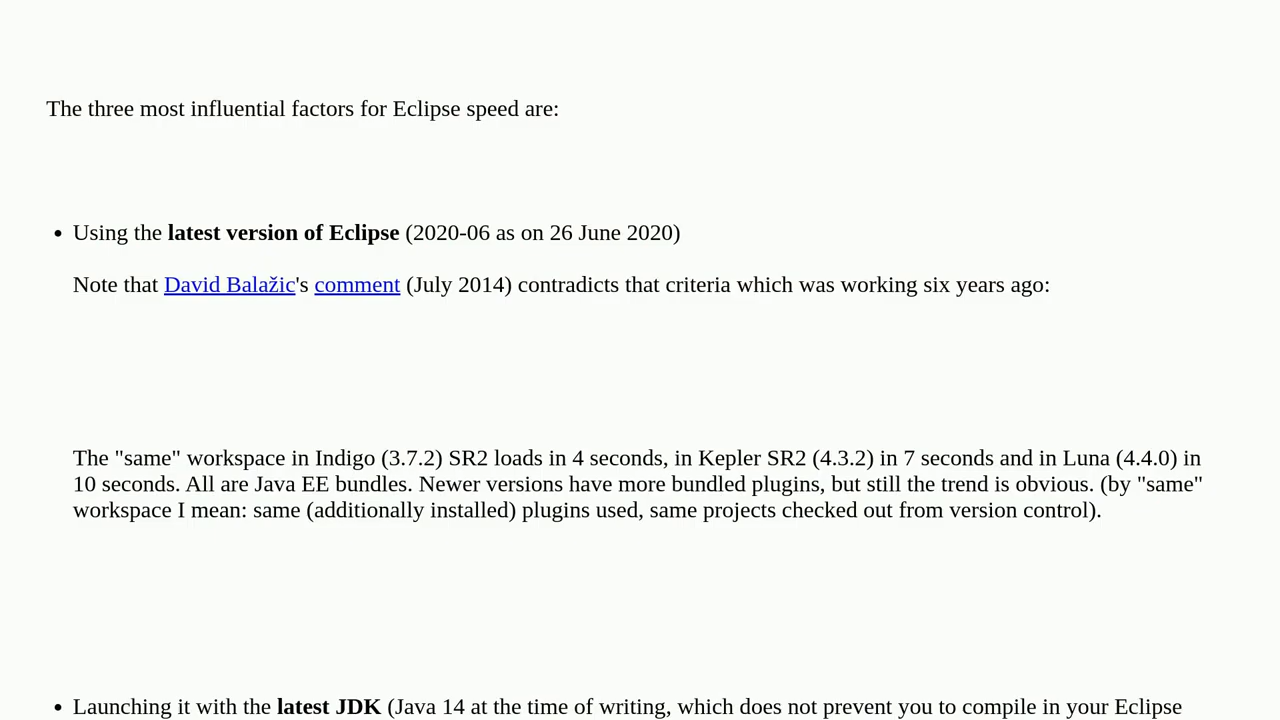 The three most influential factors for Eclipse speed are:
• Using the latest version of Eclipse (2020-06 as on 26 June 2020)
Note that David Balažic's comment (July 2014) contradicts that criteria which was working six years ago:
The "same" workspace in Indigo (3.7.2) SR2 loads in 4 seconds, in Kepler SR2 (4.3.2) in 7 seconds and in Luna (4.4.0) in
10 seconds. All are Java EE bundles. Newer versions have more bundled plugins, but still the trend is obvious. (by "same"
workspace I mean: same (additionally installed) plugins used, same projects checked out from version control).
• Launching it with the latest JDK (Java 14 at the time of writing, which does not prevent you to compile in your Eclipse